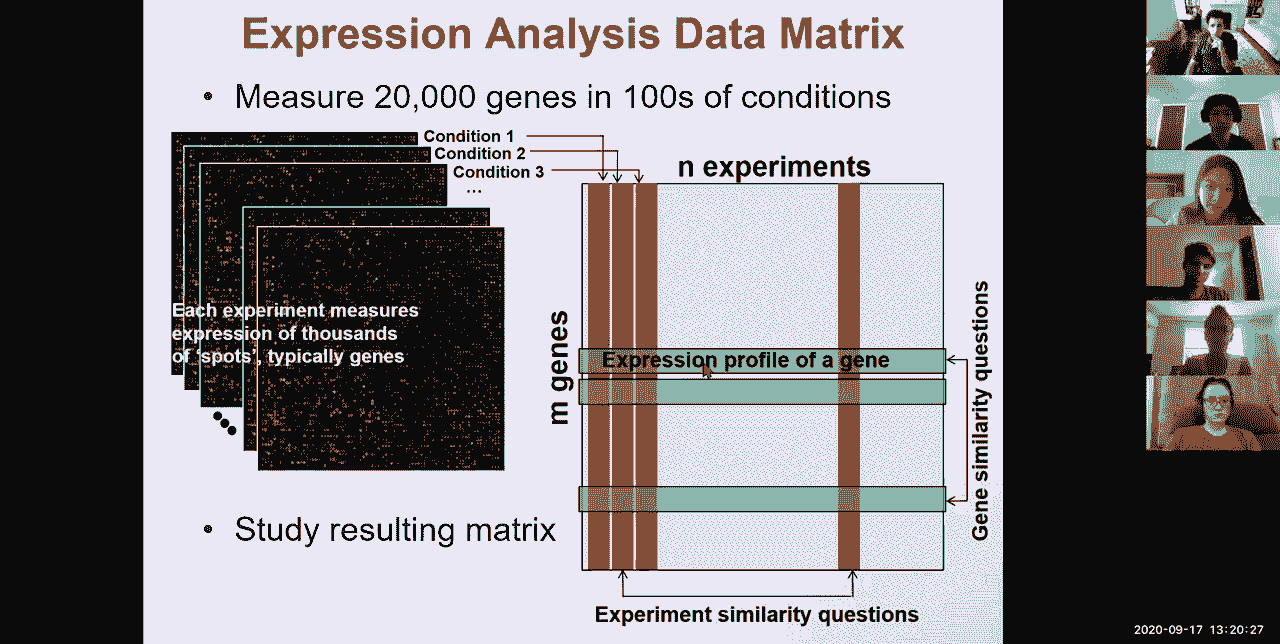 Expression Analysis Data Matrix
• Measure 20,000 genes in 100s of conditions
Condition 1
Condition 2
Condition 3
...
n experiments
Each experiment measures
expression of thousands
of 'spots', typically genes
m genes
Expression profile of a gene
Gene similarity questions
• Study resulting matrix
Experiment similarity questions
2020-09-17 13:20:27